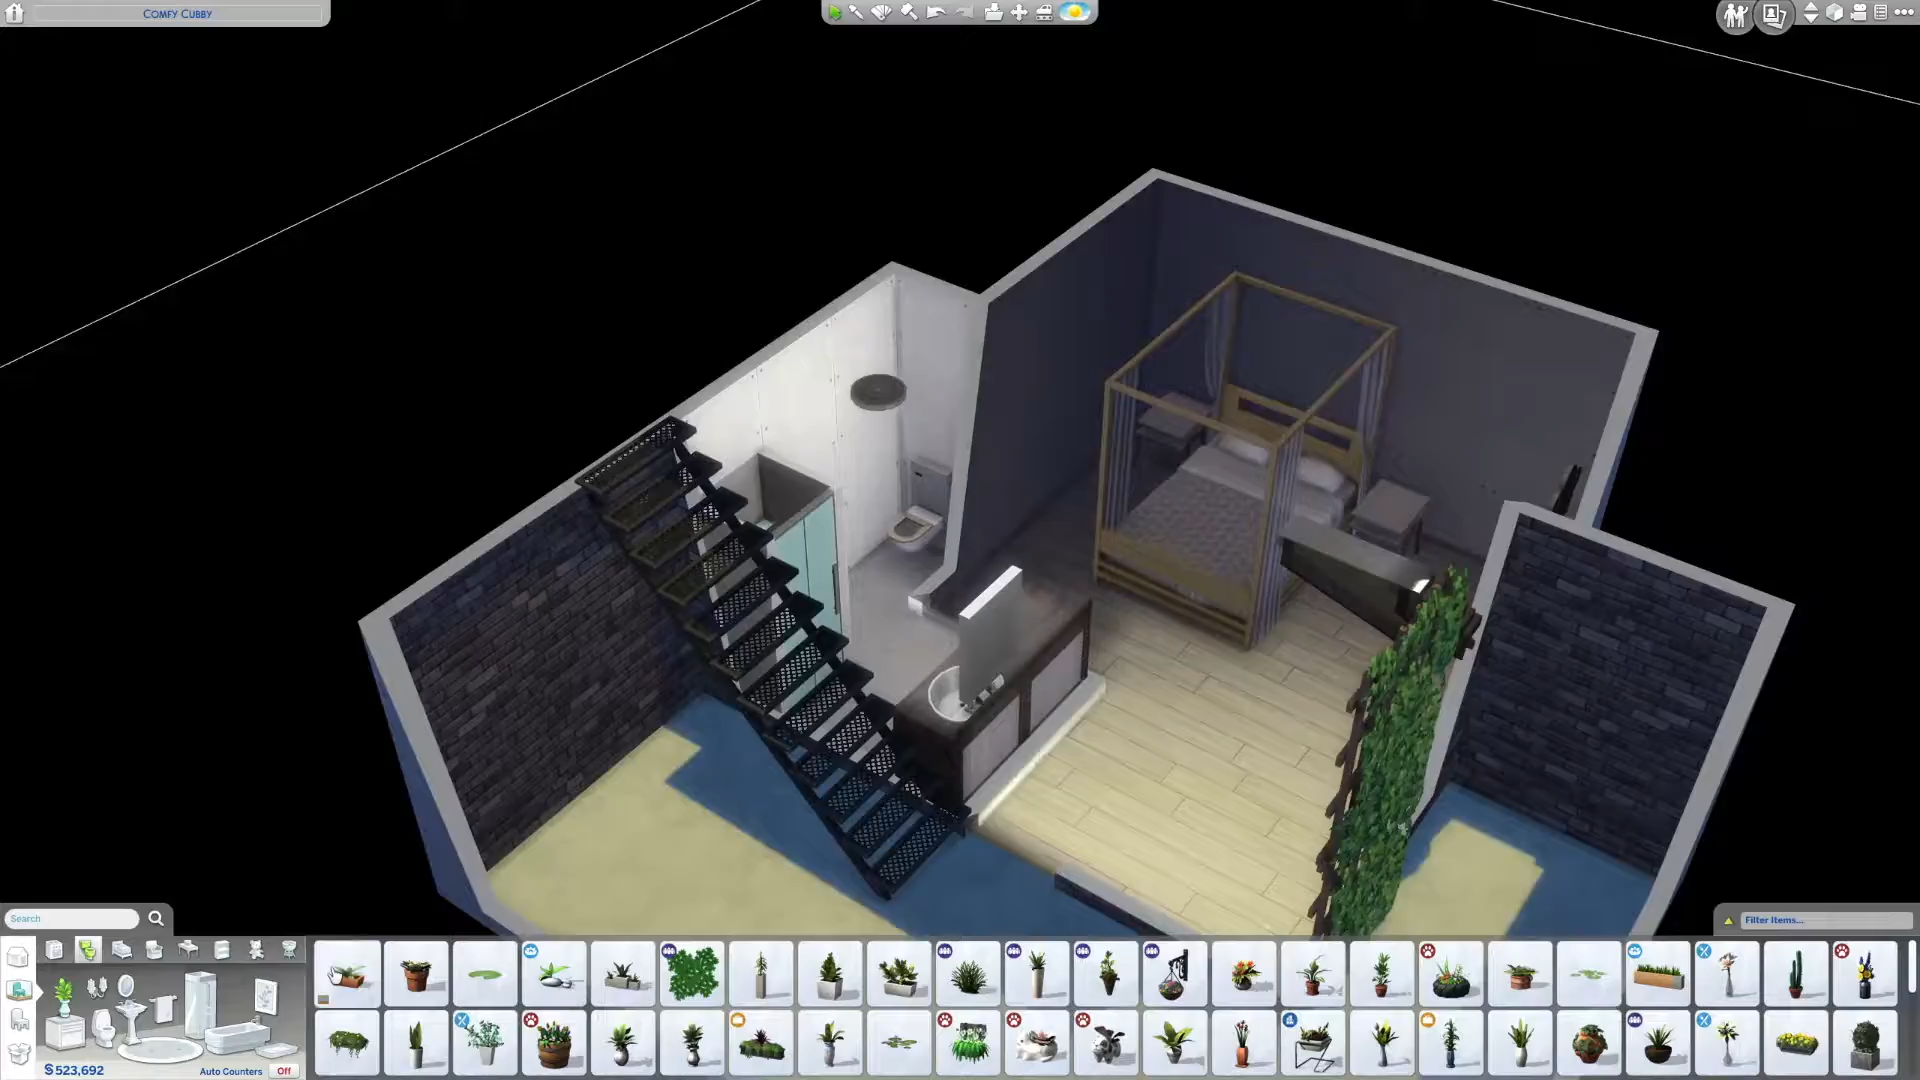 COMFY CUBBY
Search
Filter Items...
$523,692
Auto Counters
Off